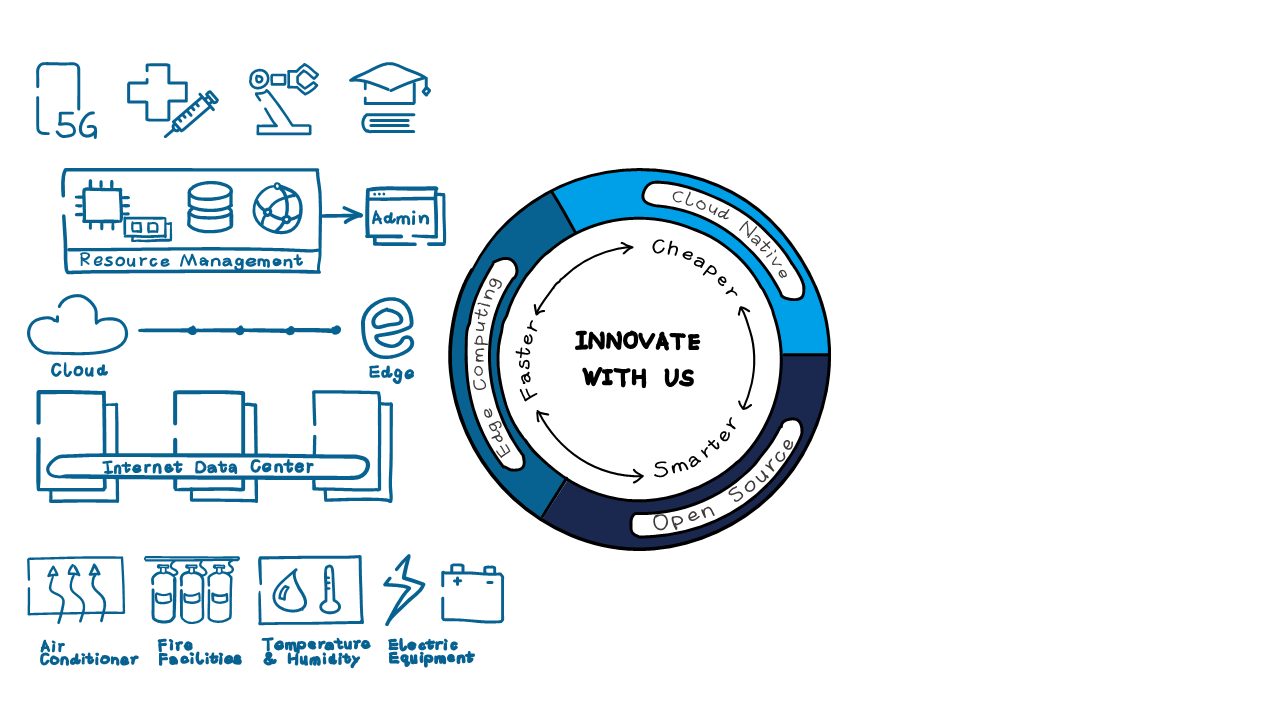 5G
Resource Management
Admin
Cloud
Edge
Internet Data Center
Air
Conditioner
Fire
Facilities
Temperature
& Humidity
Electric
Equipment
Cloud Native
Edge Computing
Open Source
Cheaper
Faster
Smarter
INNOVATE
WITH US